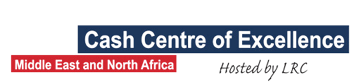 Cash Centre of Excellence
Middle East and North Africa
Hosted by LRC